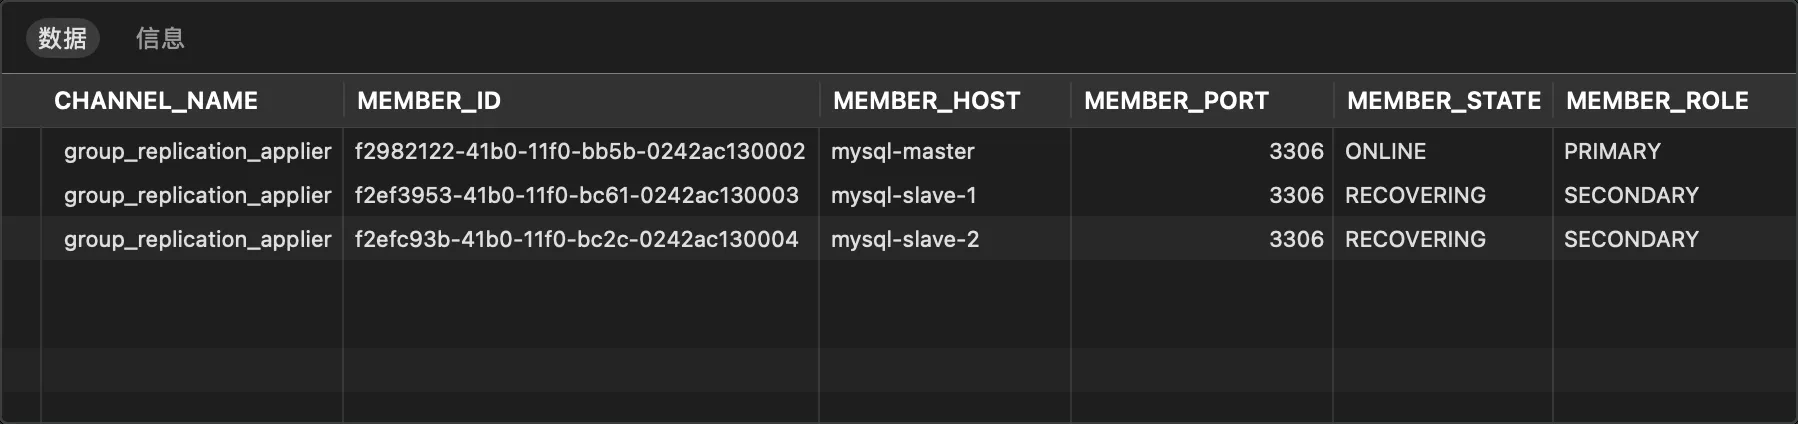 数据 信息
CHANNEL_NAME MEMBER_ID MEMBER_HOST MEMBER_PORT MEMBER_STATE MEMBER_ROLE
group_replication_applier f2982122-41b0-11f0-bb5b-0242ac130002 mysql-master 3306 ONLINE PRIMARY
group_replication_applier f2ef3953-41b0-11f0-bc61-0242ac130003 mysql-slave-1 3306 RECOVERING SECONDARY
group_replication_applier f2efc93b-41b0-11f0-bc2c-0242ac130004 mysql-slave-2 3306 RECOVERING SECONDARY